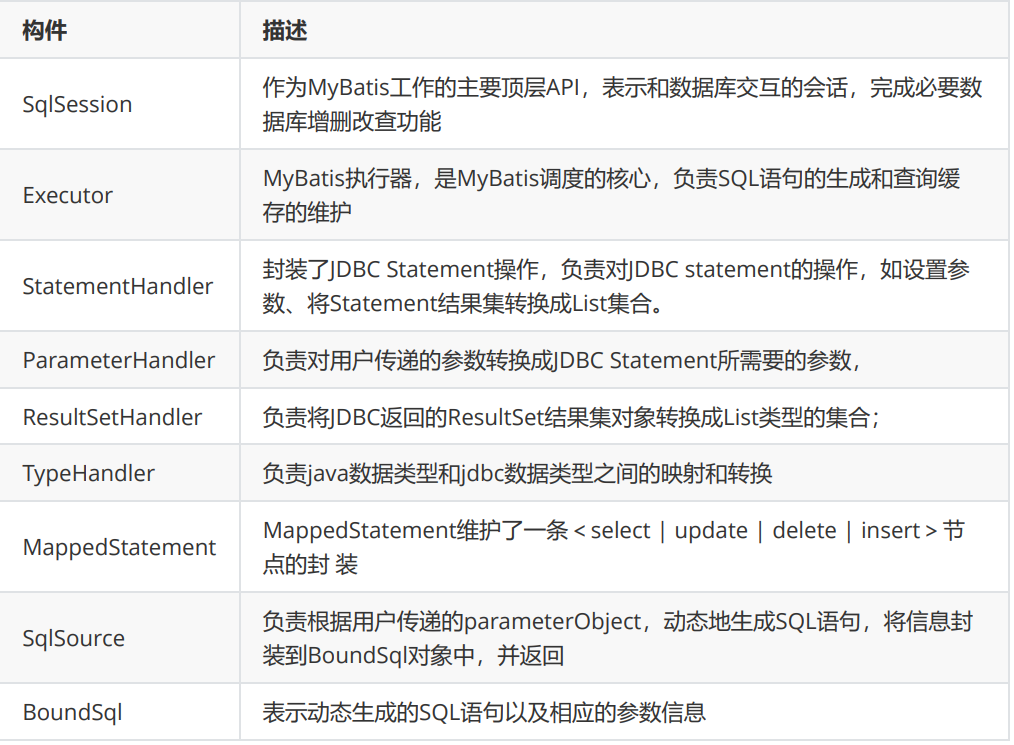 构件 描述
SqlSession
作为MyBatis工作的主要顶层API，表示和数据库交互的会话，完成必要数
据库增删改查功能
Executor
MyBatis执行器，是MyBatis调度的核心，负责SQL语句的生成和查询缓
存的维护
StatementHandler
封装了JDBC Statement操作，负责对JDBC statement的操作，如设置参
数、将Statement结果集转换成List集合。
ParameterHandler 负责对用户传递的参数转换成JDBC Statement所需要的参数，
ResultSetHandler 负责将JDBC返回的ResultSet结果集对象转换成List类型的集合；
TypeHandler 负责java数据类型和jdbc数据类型之间的映射和转换
MappedStatement
MappedStatement维护了一条 < select | update | delete | insert > 节
点的封 装
SqlSource
负责根据用户传递的parameterObject，动态地生成SQL语句，将信息封
装到BoundSql对象中，并返回
BoundSql 表示动态生成的SQL语句以及相应的参数信息